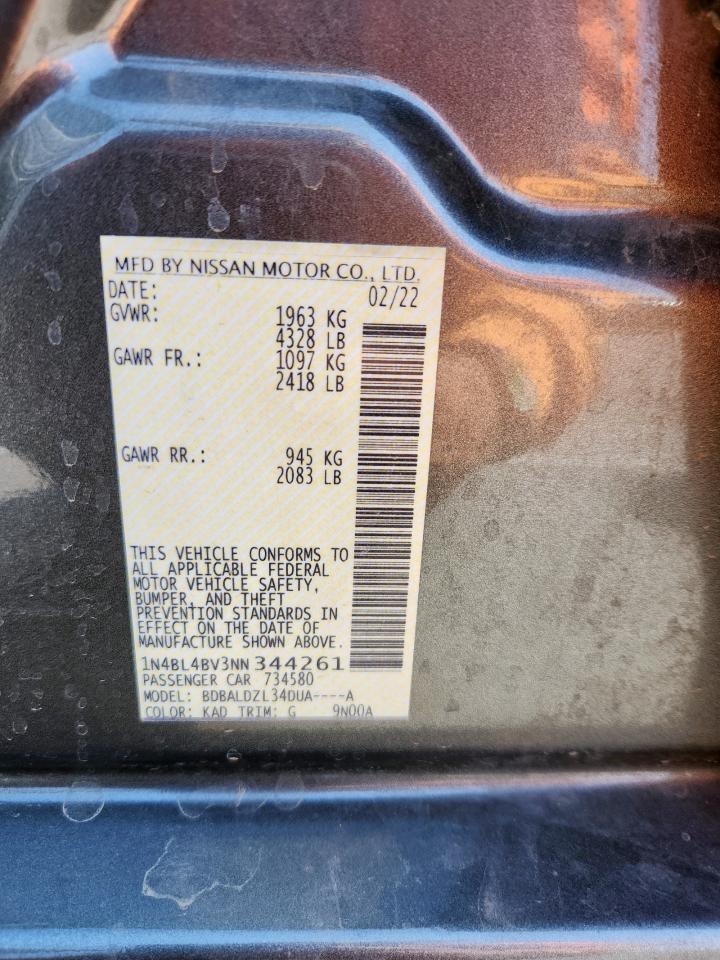 MFD BY NISSAN MOTOR CO., LTD.
DATE: 02/22
GVWR: 1963 KG
4328 LB
GAWR FR.: 1097 KG
2418 LB
GAWR RR.: 945 KG
2083 LB
THIS VEHICLE CONFORMS TO
ALL APPLICABLE FEDERAL
MOTOR VEHICLE SAFETY,
BUMPER, AND THEFT
PREVENTION STANDARDS IN
EFFECT ON THE DATE OF
MANUFACTURE SHOWN ABOVE.
1N4BL4BV3NN 344261
PASSENGER CAR 734580
MODEL: BDBALDZL34DUA----A
COLOR: KAD TRIM: G 9N00A